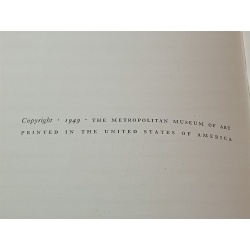 Copyright · 1949 · THE METROPOLITAN MUSEUM OF ART
PRINTED IN THE UNITED STATES OF AMERICA